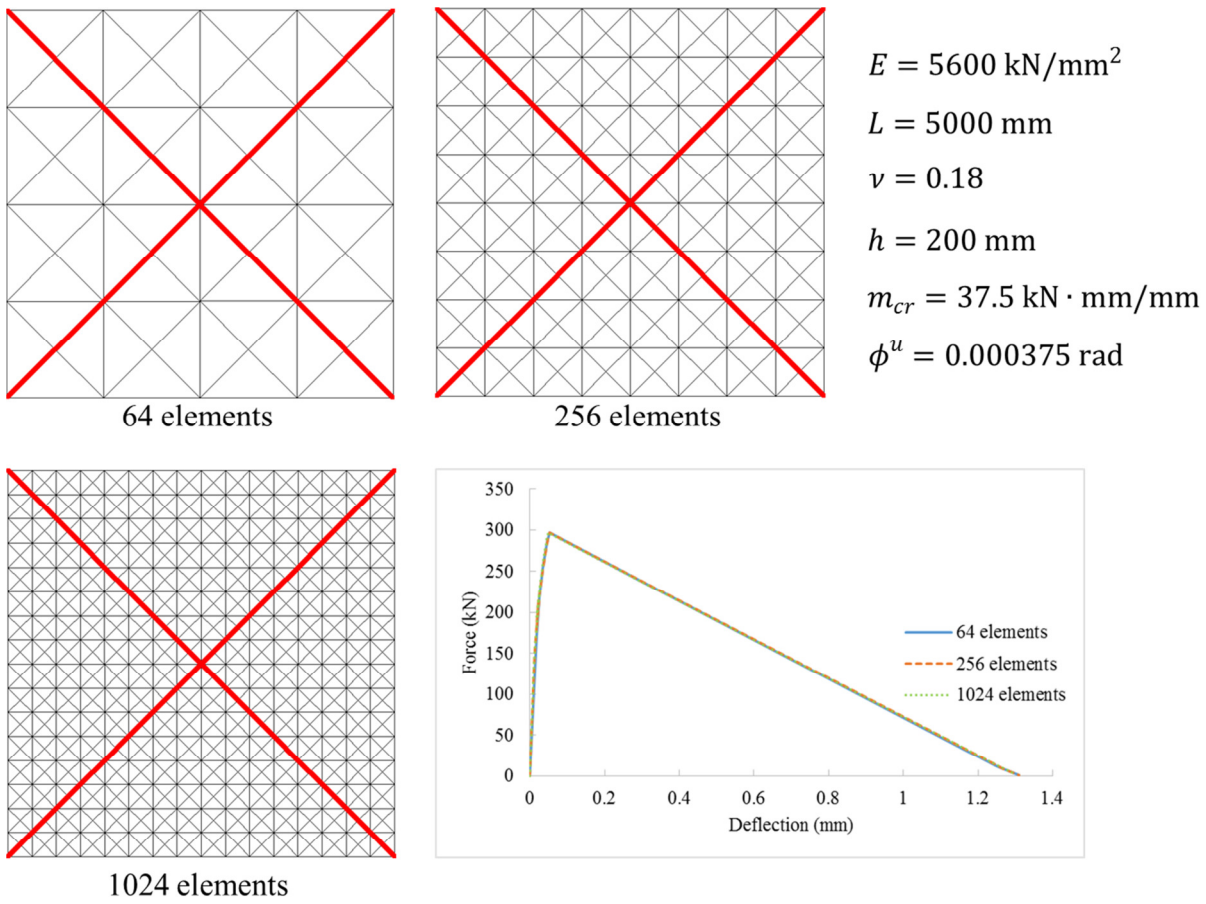 E = 5600 kN/mm²
L = 5000 mm
ν = 0.18
h = 200 mm
m_cr = 37.5 kN · mm/mm
ϕᵘ = 0.000375 rad
64 elements
256 elements
1024 elements
350
300
250
200
150
100
50
0
Force (kN)
64 elements
256 elements
1024 elements
0 0.2 0.4 0.6 0.8 1 1.2 1.4
Deflection (mm)